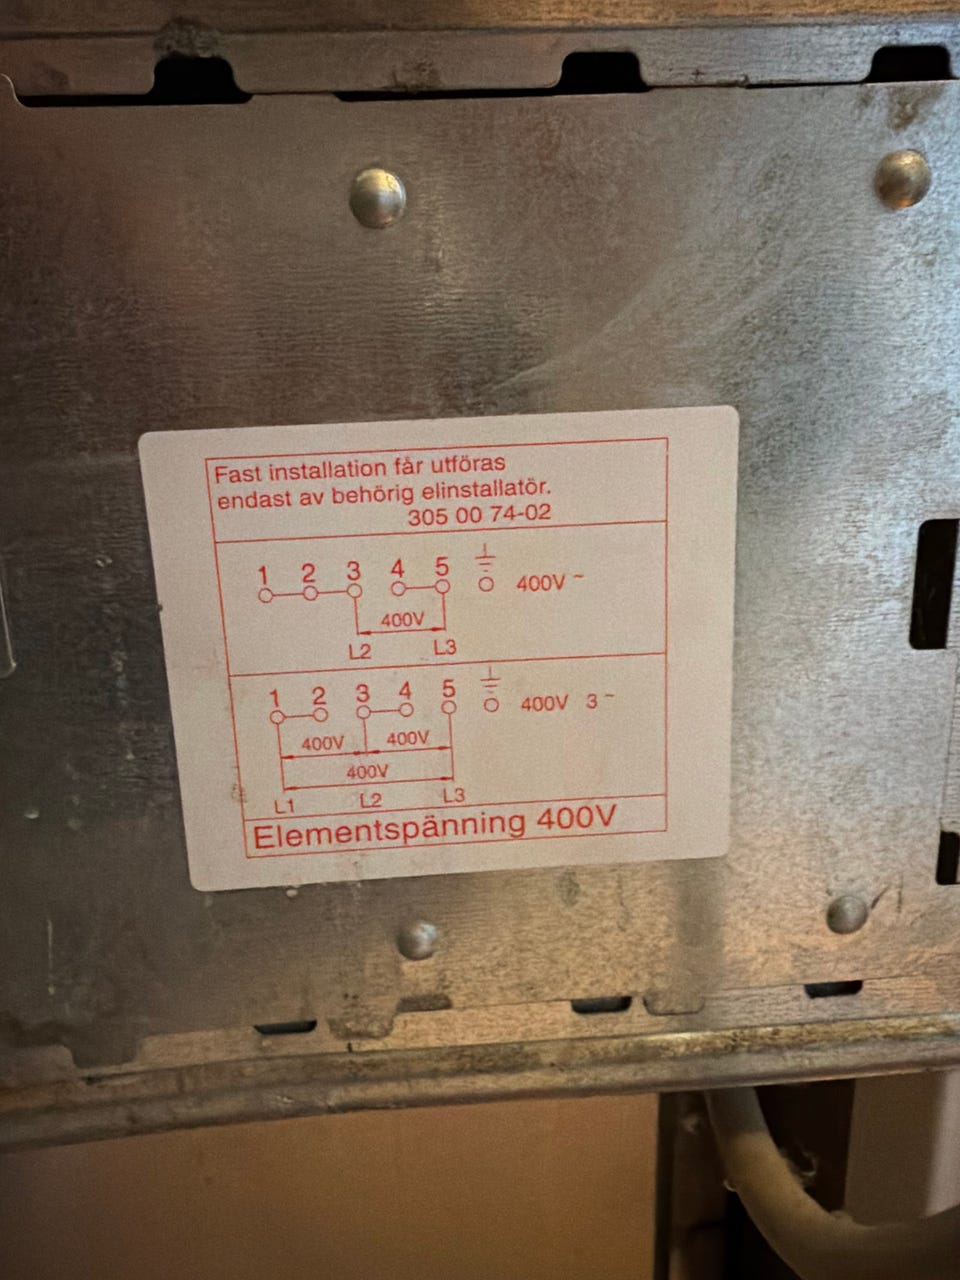 Fast installation får utföras
endast av behörig elinstallatör.
305 00 74-02
1 2 3 4 5 400V ~
400V
L2 L3
1 2 3 4 5 400V 3 ~
400V 400V
400V
L1 L2 L3
Elementspänning 400V